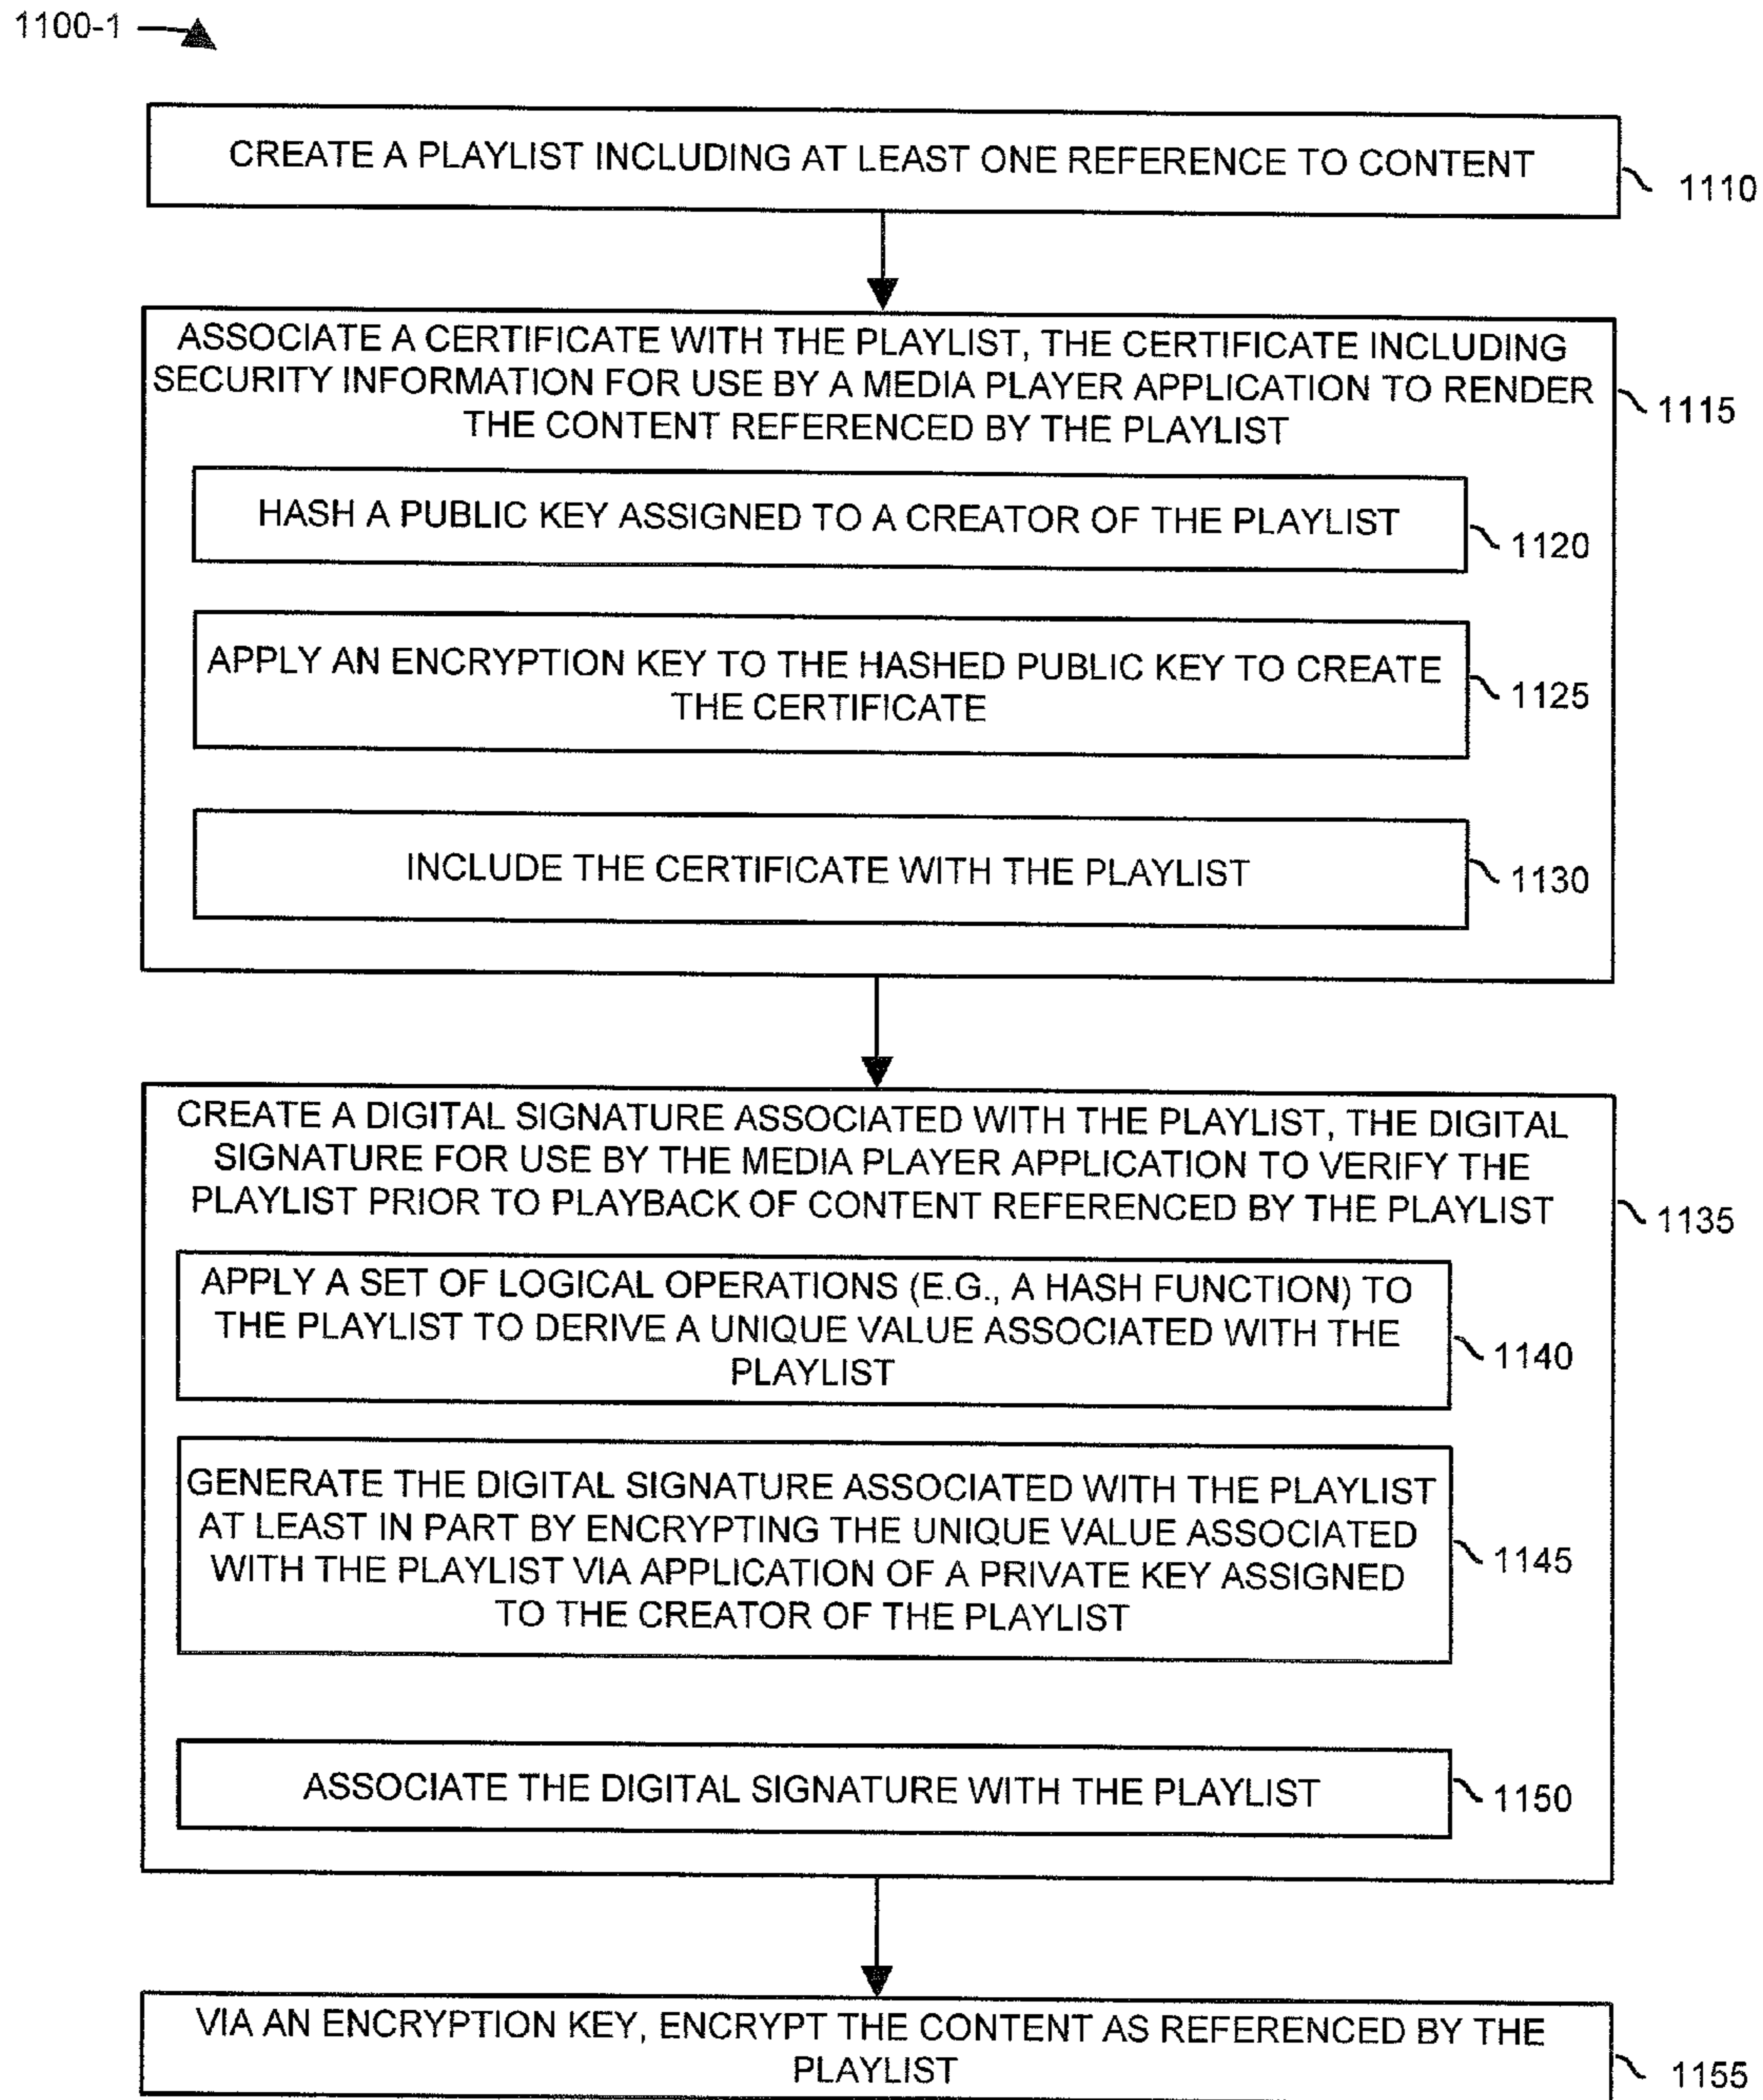 1100-1
CREATE A PLAYLIST INCLUDING AT LEAST ONE REFERENCE TO CONTENT
1110
ASSOCIATE A CERTIFICATE WITH THE PLAYLIST, THE CERTIFICATE INCLUDING
SECURITY INFORMATION FOR USE BY A MEDIA PLAYER APPLICATION TO RENDER
THE CONTENT REFERENCED BY THE PLAYLIST
1115
HASH A PUBLIC KEY ASSIGNED TO A CREATOR OF THE PLAYLIST
1120
APPLY AN ENCRYPTION KEY TO THE HASHED PUBLIC KEY TO CREATE
THE CERTIFICATE
1125
INCLUDE THE CERTIFICATE WITH THE PLAYLIST
1130
CREATE A DIGITAL SIGNATURE ASSOCIATED WITH THE PLAYLIST, THE DIGITAL
SIGNATURE FOR USE BY THE MEDIA PLAYER APPLICATION TO VERIFY THE
PLAYLIST PRIOR TO PLAYBACK OF CONTENT REFERENCED BY THE PLAYLIST
1135
APPLY A SET OF LOGICAL OPERATIONS (E.G., A HASH FUNCTION) TO
THE PLAYLIST TO DERIVE A UNIQUE VALUE ASSOCIATED WITH THE
PLAYLIST
1140
GENERATE THE DIGITAL SIGNATURE ASSOCIATED WITH THE PLAYLIST
AT LEAST IN PART BY ENCRYPTING THE UNIQUE VALUE ASSOCIATED
WITH THE PLAYLIST VIA APPLICATION OF A PRIVATE KEY ASSIGNED
TO THE CREATOR OF THE PLAYLIST
1145
ASSOCIATE THE DIGITAL SIGNATURE WITH THE PLAYLIST
1150
VIA AN ENCRYPTION KEY, ENCRYPT THE CONTENT AS REFERENCED BY THE
PLAYLIST
1155